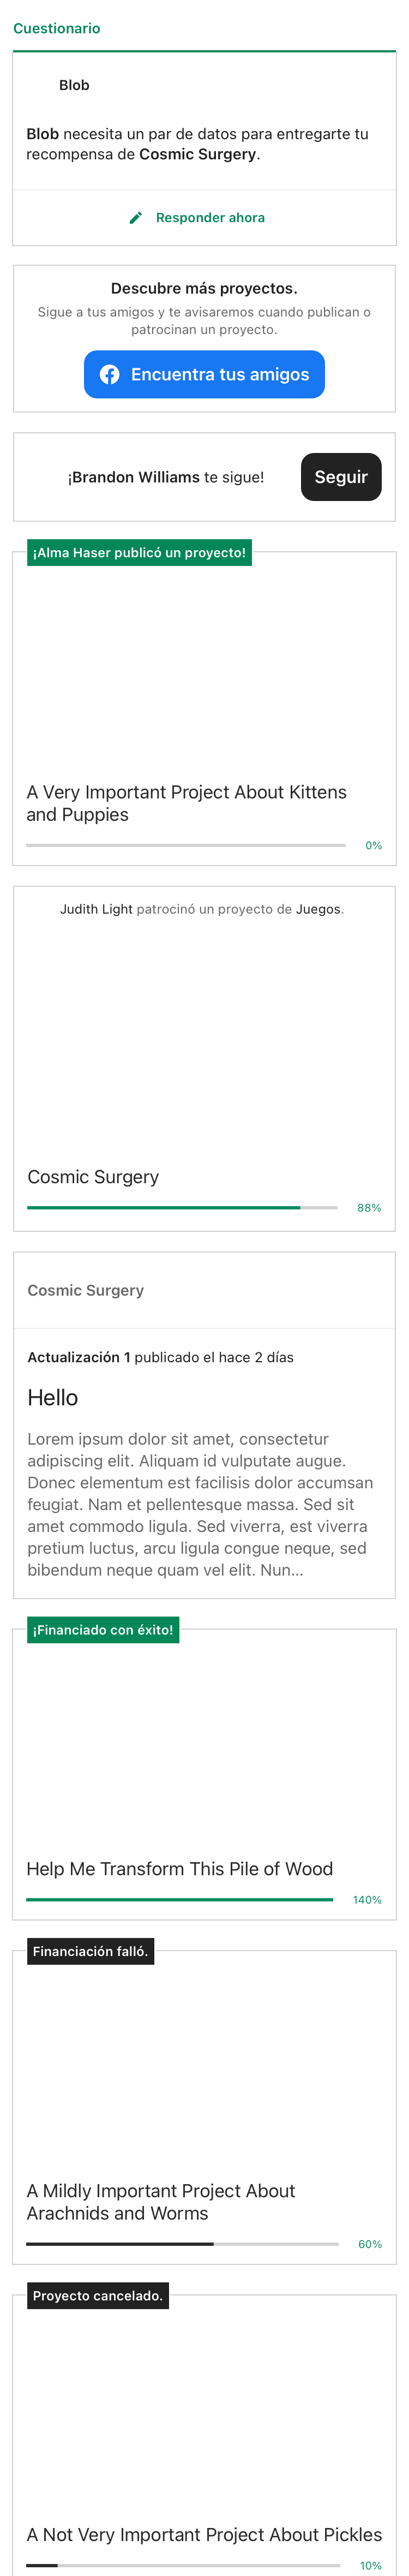 Cuestionario
Blob
Blob necesita un par de datos para entregarte tu
recompensa de Cosmic Surgery.
Responder ahora
Descubre más proyectos.
Sigue a tus amigos y te avisaremos cuando publican o
patrocinan un proyecto.
Encuentra tus amigos
¡Brandon Williams te sigue!
Seguir
¡Alma Haser publicó un proyecto!
A Very Important Project About Kittens
and Puppies
0%
Judith Light patrocinó un proyecto de Juegos.
Cosmic Surgery
88%
Cosmic Surgery
Actualización 1 publicado el hace 2 días
Hello
Lorem ipsum dolor sit amet, consectetur
adipiscing elit. Aliquam id vulputate augue.
Donec elementum est facilisis dolor accumsan
feugiat. Nam et pellentesque massa. Sed sit
amet commodo ligula. Sed viverra, est viverra
pretium luctus, arcu ligula congue neque, sed
bibendum neque quam vel elit. Nun...
¡Financiado con éxito!
Help Me Transform This Pile of Wood
140%
Financiación falló.
A Mildly Important Project About
Arachnids and Worms
60%
Proyecto cancelado.
A Not Very Important Project About Pickles
10%